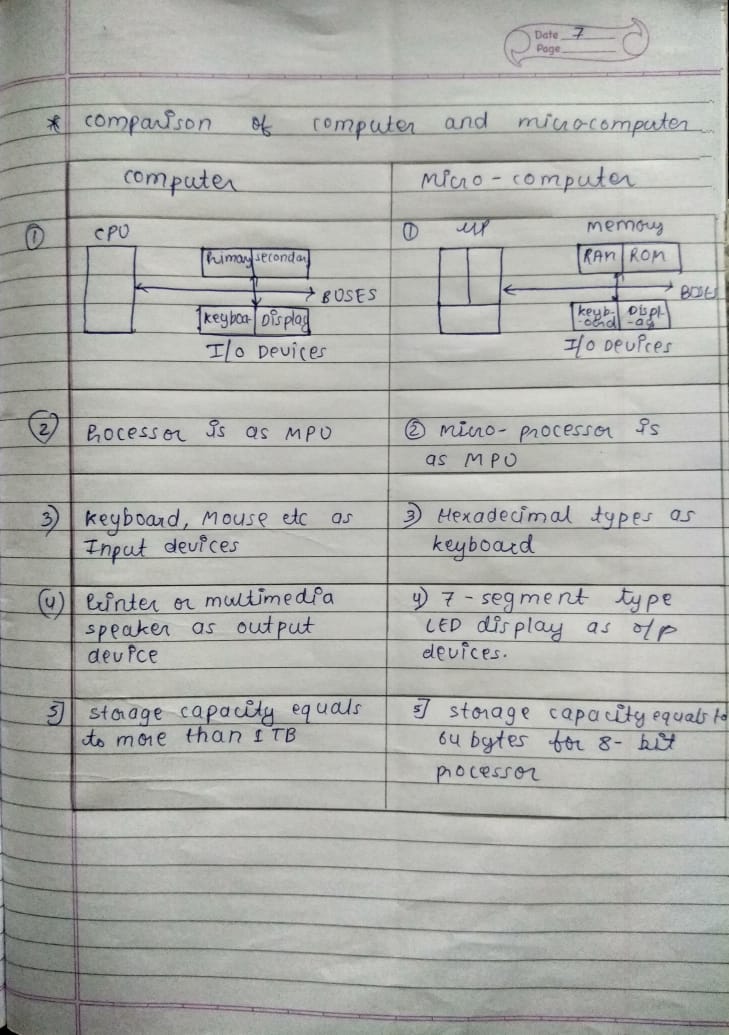 Date 7
Page
* comparison of computer and micro-computer
computer
Micro-computer
① CPU
Primary secondary
BUSES
keyboa Display
I/O Devices
① MP Memory
RAM ROM
BUSES
keyb- Displ-
-oard -ay
I/O Devices
② Processor is as MPU
② micro-processor is
as MPU
3) keyboard, Mouse etc as
Input devices
3) Hexadecimal types as
keyboard
④ Printer or multimedia
speaker as output
device
4) 7-segment type
LED display as o/p
devices.
5] storage capacity equals
to more than 1 TB
5] storage capacity equals to
64 bytes for 8-bit
processor